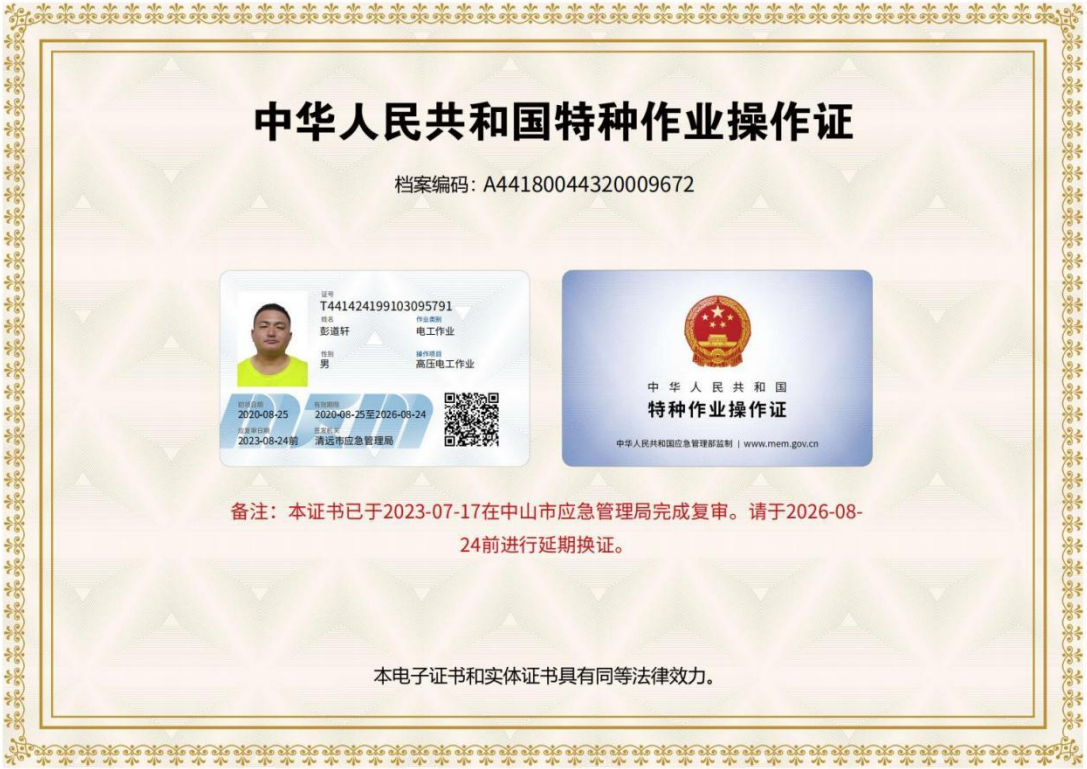 中华人民共和国特种作业操作证
档案编码：A44180044320009672
证号
T441424199103095791
姓名
彭道轩
作业类别
电工作业
性别
男
操作项目
高压电工作业
初领日期
2020-08-25
有效期限
2020-08-25至2026-08-24
应复审日期
2023-08-24前
签发机关
清远市应急管理局
中华人民共和国
特种作业操作证
中华人民共和国应急管理部监制 | www.mem.gov.cn
备注：本证书已于2023-07-17在中山市应急管理局完成复审。请于2026-08-
24前进行延期换证。
本电子证书和实体证书具有同等法律效力。